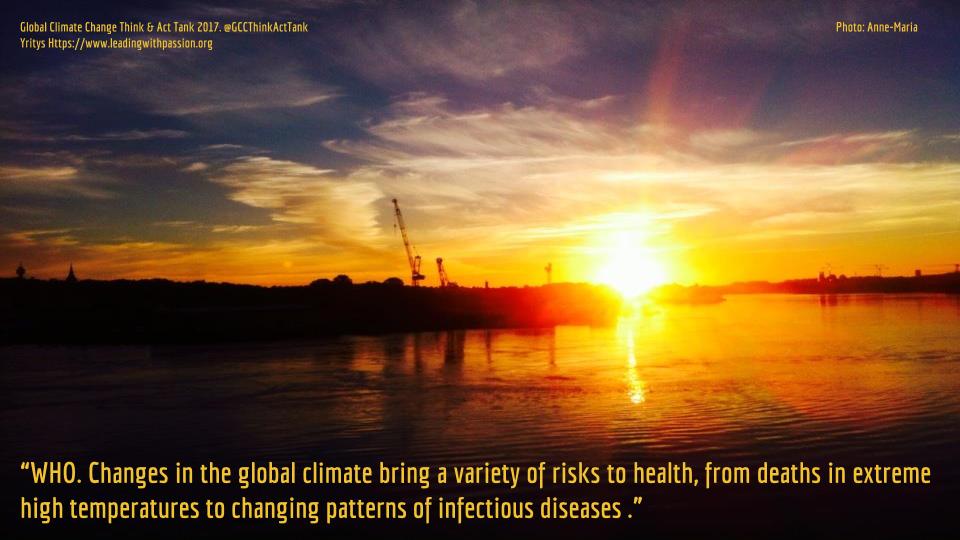 Global Climate Change Think & Act Tank 2017. @GCCThinkActTank
Yritys Https://www.leadingwithpassion.org
Photo: Anne-Maria
“WHO. Changes in the global climate bring a variety of risks to health, from deaths in extreme
high temperatures to changing patterns of infectious diseases .”